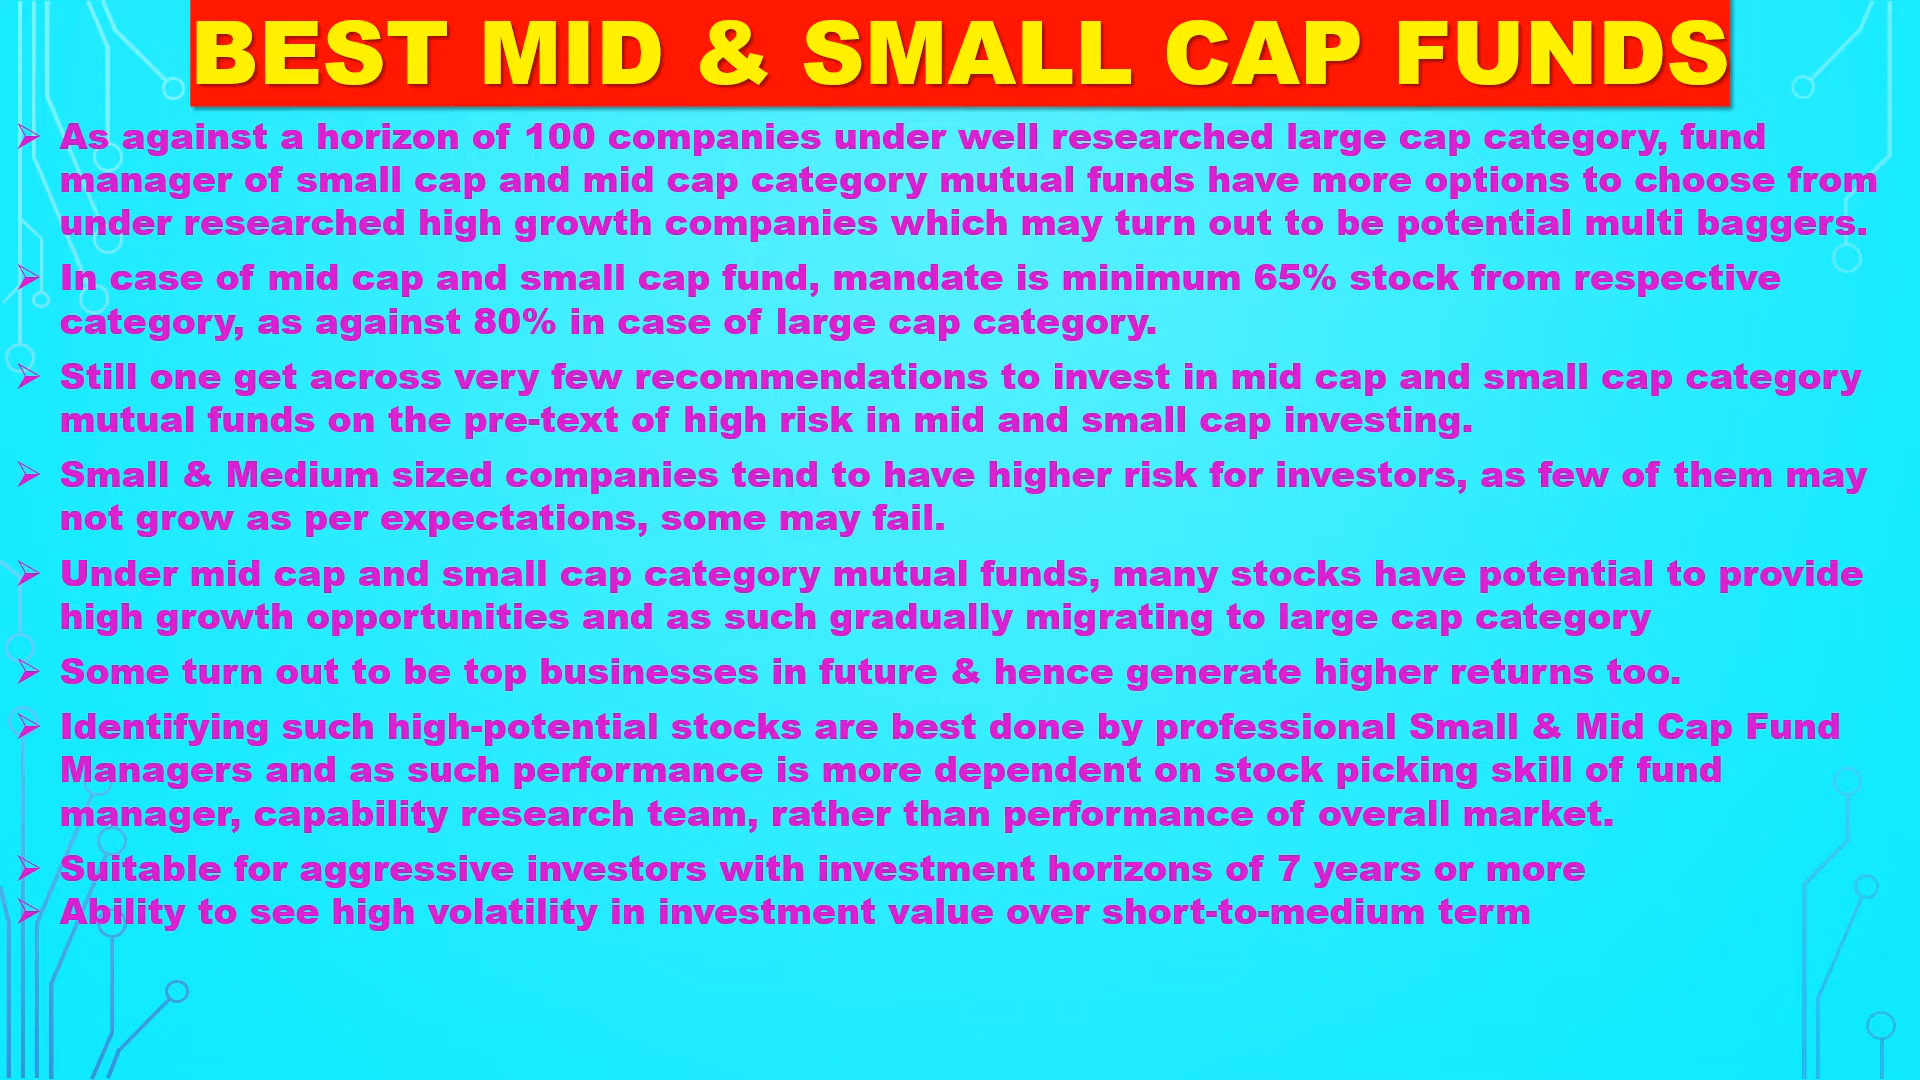 BEST MID & SMALL CAP FUNDS
As against a horizon of 100 companies under well researched large cap category, fund
manager of small cap and mid cap category mutual funds have more options to choose from
under researched high growth companies which may turn out to be potential multi baggers.
In case of mid cap and small cap fund, mandate is minimum 65% stock from respective
category, as against 80% in case of large cap category.
Still one get across very few recommendations to invest in mid cap and small cap category
mutual funds on the pre-text of high risk in mid and small cap investing.
Small & Medium sized companies tend to have higher risk for investors, as few of them may
not grow as per expectations, some may fail.
Under mid cap and small cap category mutual funds, many stocks have potential to provide
high growth opportunities and as such gradually migrating to large cap category
Some turn out to be top businesses in future & hence generate higher returns too.
Identifying such high-potential stocks are best done by professional Small & Mid Cap Fund
Managers and as such performance is more dependent on stock picking skill of fund
manager, capability research team, rather than performance of overall market.
Suitable for aggressive investors with investment horizons of 7 years or more
Ability to see high volatility in investment value over short-to-medium term